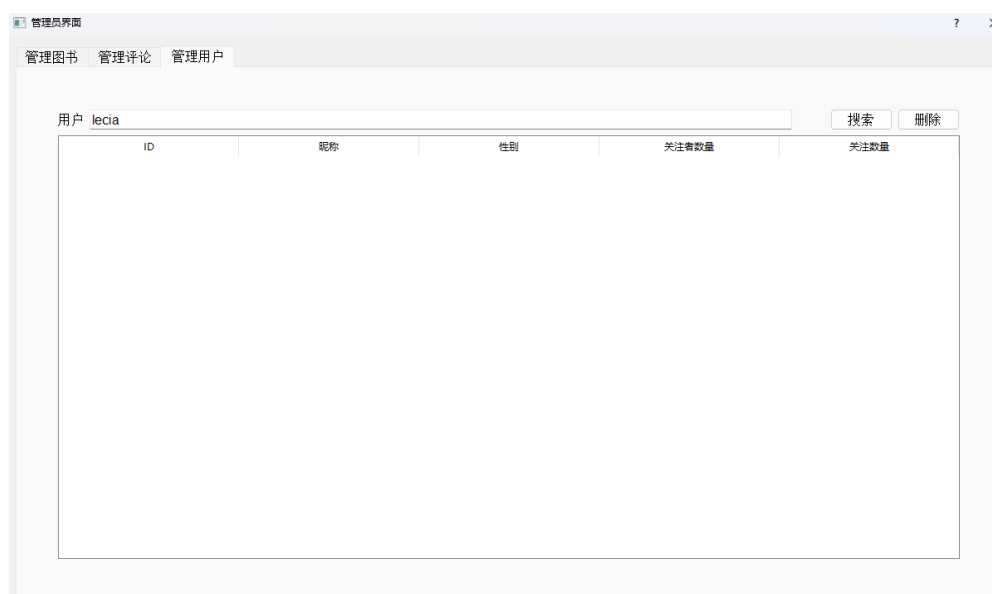 管理员界面 ?
管理图书 管理评论 管理用户
用户 lecia 搜索 删除
ID 昵称 性别 关注者数量 关注数量